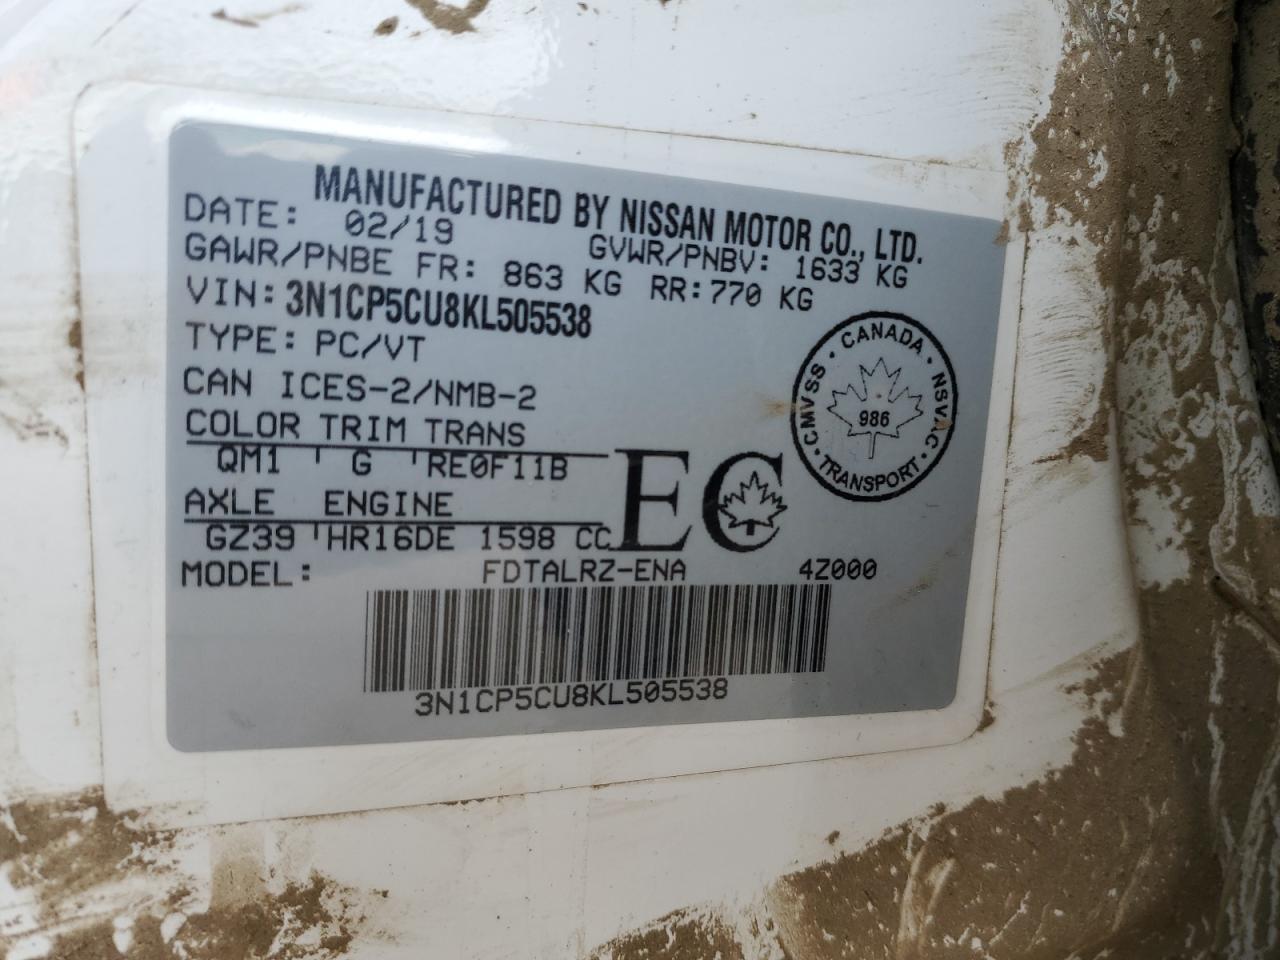 MANUFACTURED BY NISSAN MOTOR CO., LTD.
DATE: 02/19 GVWR/PNBV: 1633 KG
GAWR/PNBE FR: 863 KG RR: 770 KG
VIN: 3N1CP5CU8KL505538
TYPE: PC/VT
CAN ICES-2/NMB-2
COLOR TRIM TRANS
QM1 ' G ' RE0F11B
AXLE ENGINE
GZ39 ' HR16DE 1598 CC
EC
CANADA
CMVSS · NSVAC
986
TRANSPORT
MODEL: FDTALRZ-ENA 4Z000
3N1CP5CU8KL505538